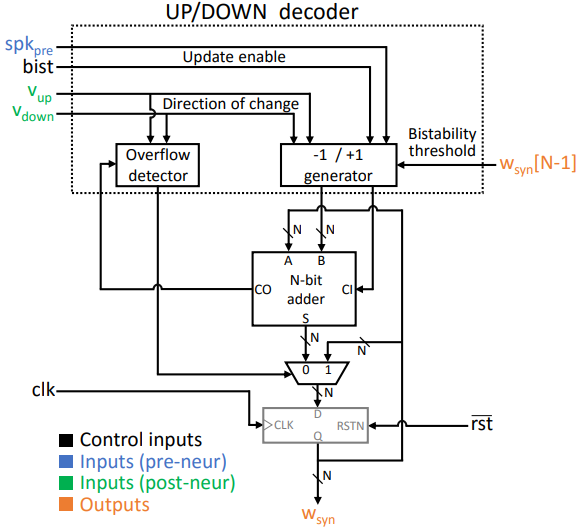 UP/DOWN decoder
spkpre
bist
Update enable
vup
vdown
Direction of change
Overflow
detector
-1 / +1
generator
Bistability
threshold
wsyn[N-1]
N
N
A
B
CO
N-bit
adder
CI
S
N
N
0
1
N
clk
D
CLK
RSTN
Q
rst
Control inputs
Inputs (pre-neur)
Inputs (post-neur)
Outputs
N
wsyn